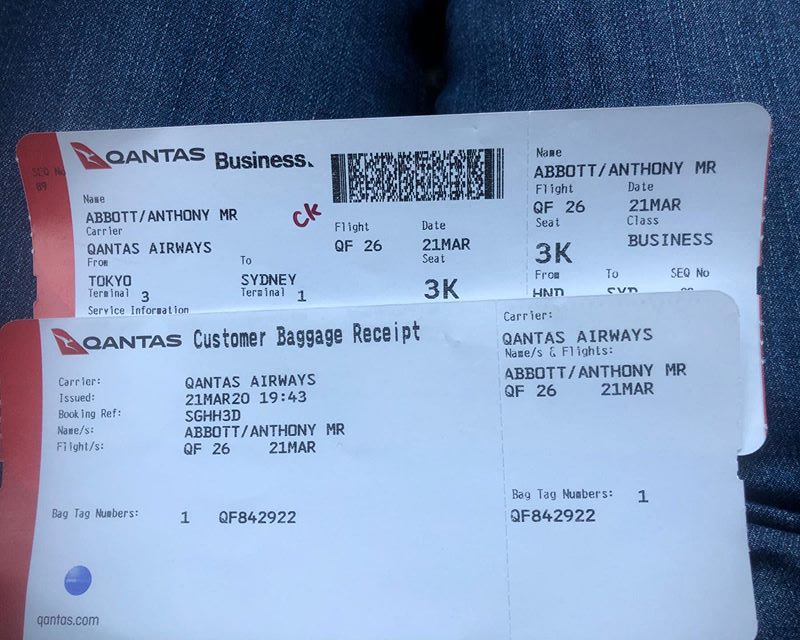 SEQ No
89
QANTAS Business.
Name
ABBOTT/ANTHONY MR
Carrier
QANTAS AIRWAYS
From To
TOKYO SYDNEY
Terminal 3 Terminal 1
Service Information
CK
Flight Date
QF 26 21MAR
Seat
3K
Name
ABBOTT/ANTHONY MR
Flight Date
QF 26 21MAR
Seat Class
3K BUSINESS
From To SEQ No
HND SYD 89
QANTAS Customer Baggage Receipt
Carrier: QANTAS AIRWAYS
Issued: 21MAR20 19:43
Booking Ref: SGHH3D
Name/s: ABBOTT/ANTHONY MR
Flight/s: QF 26 21MAR
Bag Tag Numbers: 1 QF842922
qantas.com
Carrier:
QANTAS AIRWAYS
Name/s & Flights:
ABBOTT/ANTHONY MR
QF 26 21MAR
Bag Tag Numbers: 1
QF842922